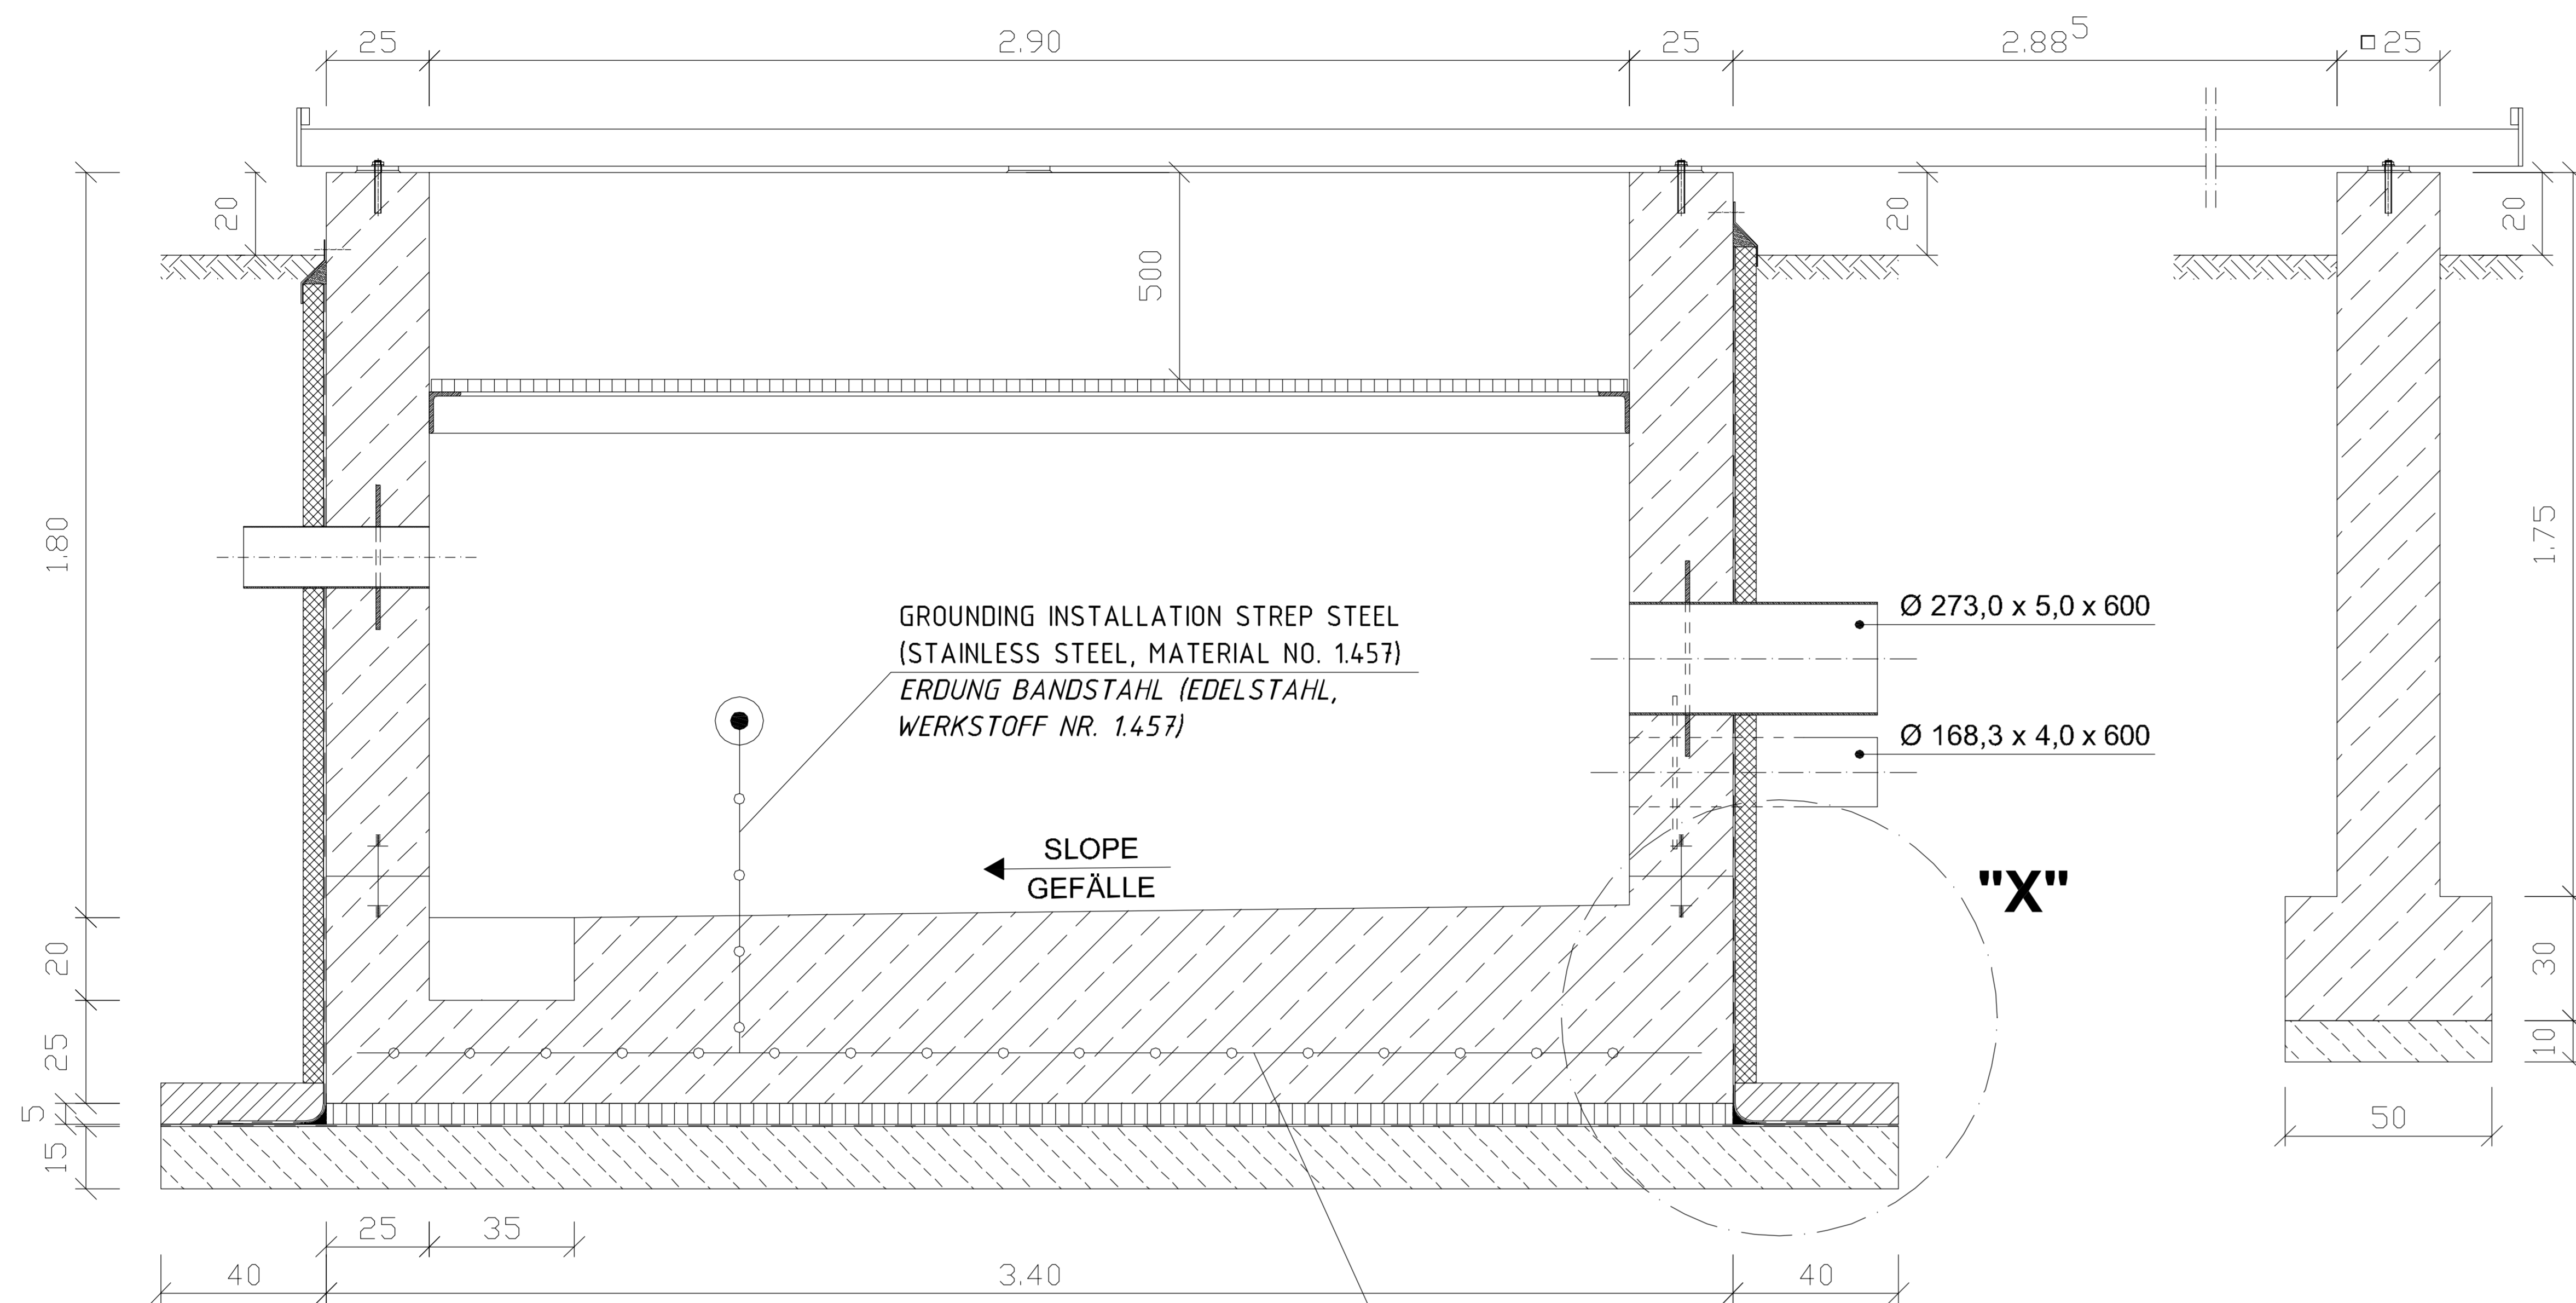 25 2.90 25 2.88⁵ □ 25
20 20 20
500
1.80 1.75
GROUNDING INSTALLATION STREP STEEL
(STAINLESS STEEL, MATERIAL NO. 1.457)
ERDUNG BANDSTAHL (EDELSTAHL,
WERKSTOFF NR. 1.457)
Ø 273,0 x 5,0 x 600
Ø 168,3 x 4,0 x 600
SLOPE
GEFÄLLE
"X"
20 30
25 10
5
15 50
25 35
40 3.40 40